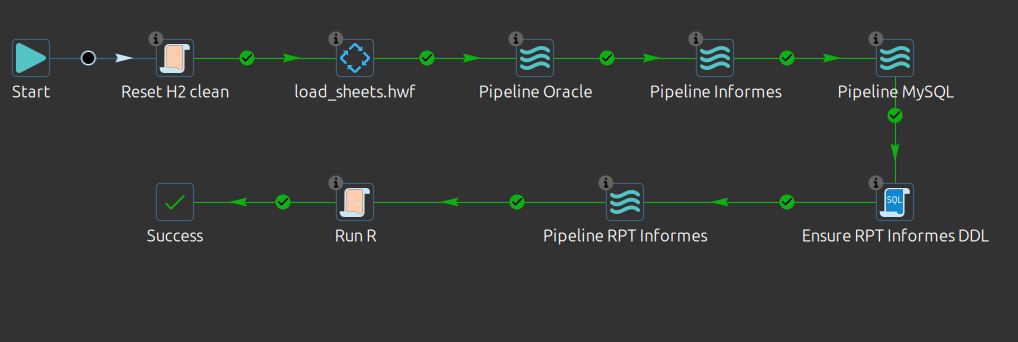 Start
Reset H2 clean
load_sheets.hwf
Pipeline Oracle
Pipeline Informes
Pipeline MySQL
Success
Run R
Pipeline RPT Informes
SQL
Ensure RPT Informes DDL